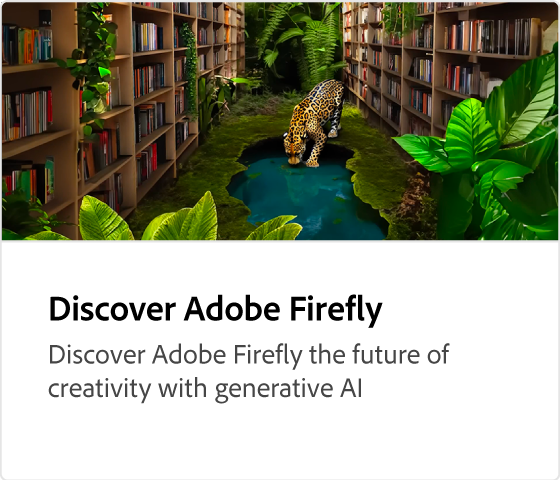 Discover Adobe Firefly
Discover Adobe Firefly the future of
creativity with generative AI